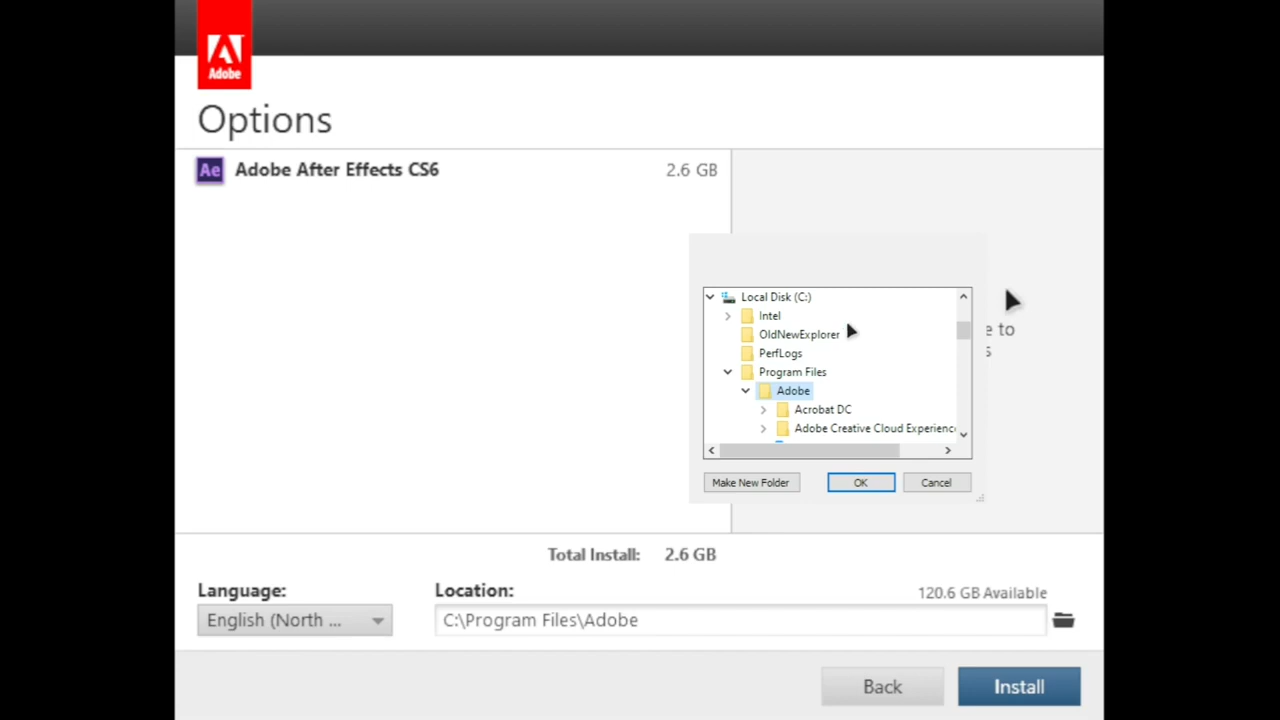 Adobe
Options
Ae Adobe After Effects CS6 2.6 GB
Local Disk (C:)
Intel
OldNewExplorer
e to
PerfLogs
s
Program Files
Adobe
Acrobat DC
Adobe Creative Cloud Experienc
Make New Folder OK Cancel
Total Install: 2.6 GB
Language: Location: 120.6 GB Available
English (North ... C:\Program Files\Adobe
Back Install